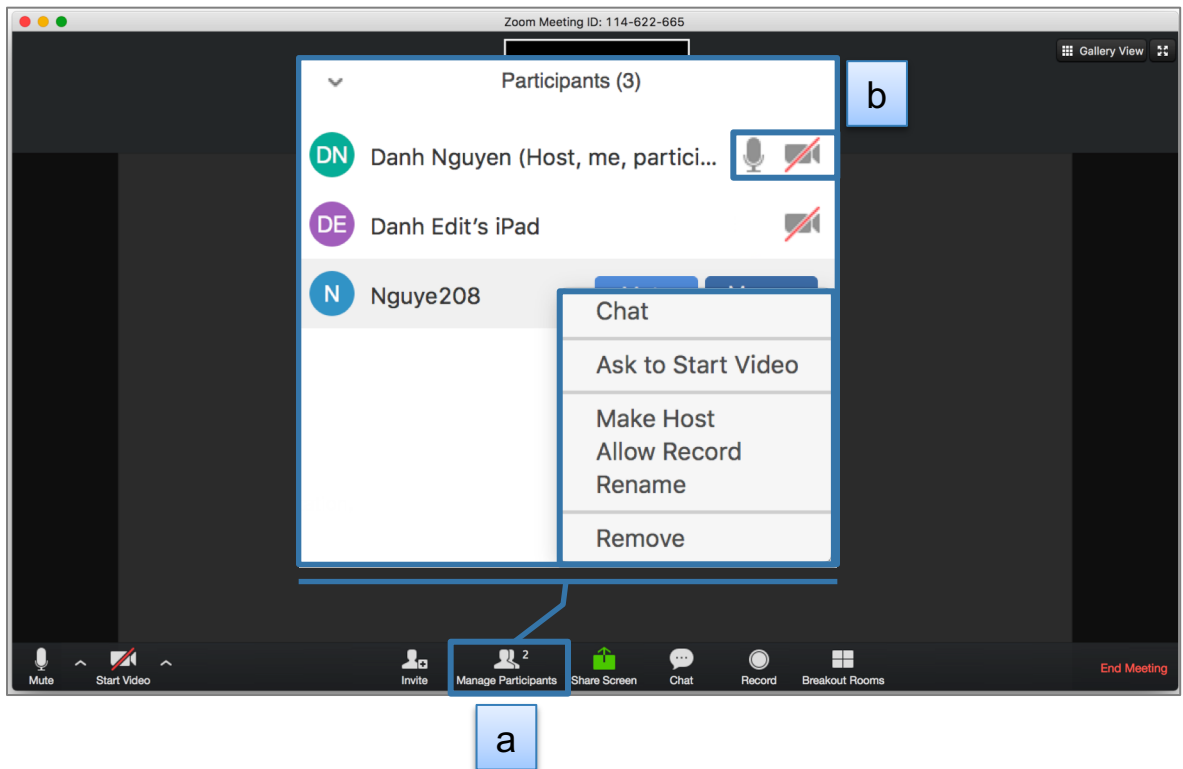 Zoom Meeting ID: 114-622-665
Gallery View
Participants (3)
b
DN Danh Nguyen (Host, me, partici...
DE Danh Edit's iPad
N Nguye208
Chat
Ask to Start Video
Make Host
Allow Record
Rename
Remove
2
Mute Start Video Invite Manage Participants Share Screen Chat Record Breakout Rooms End Meeting
a